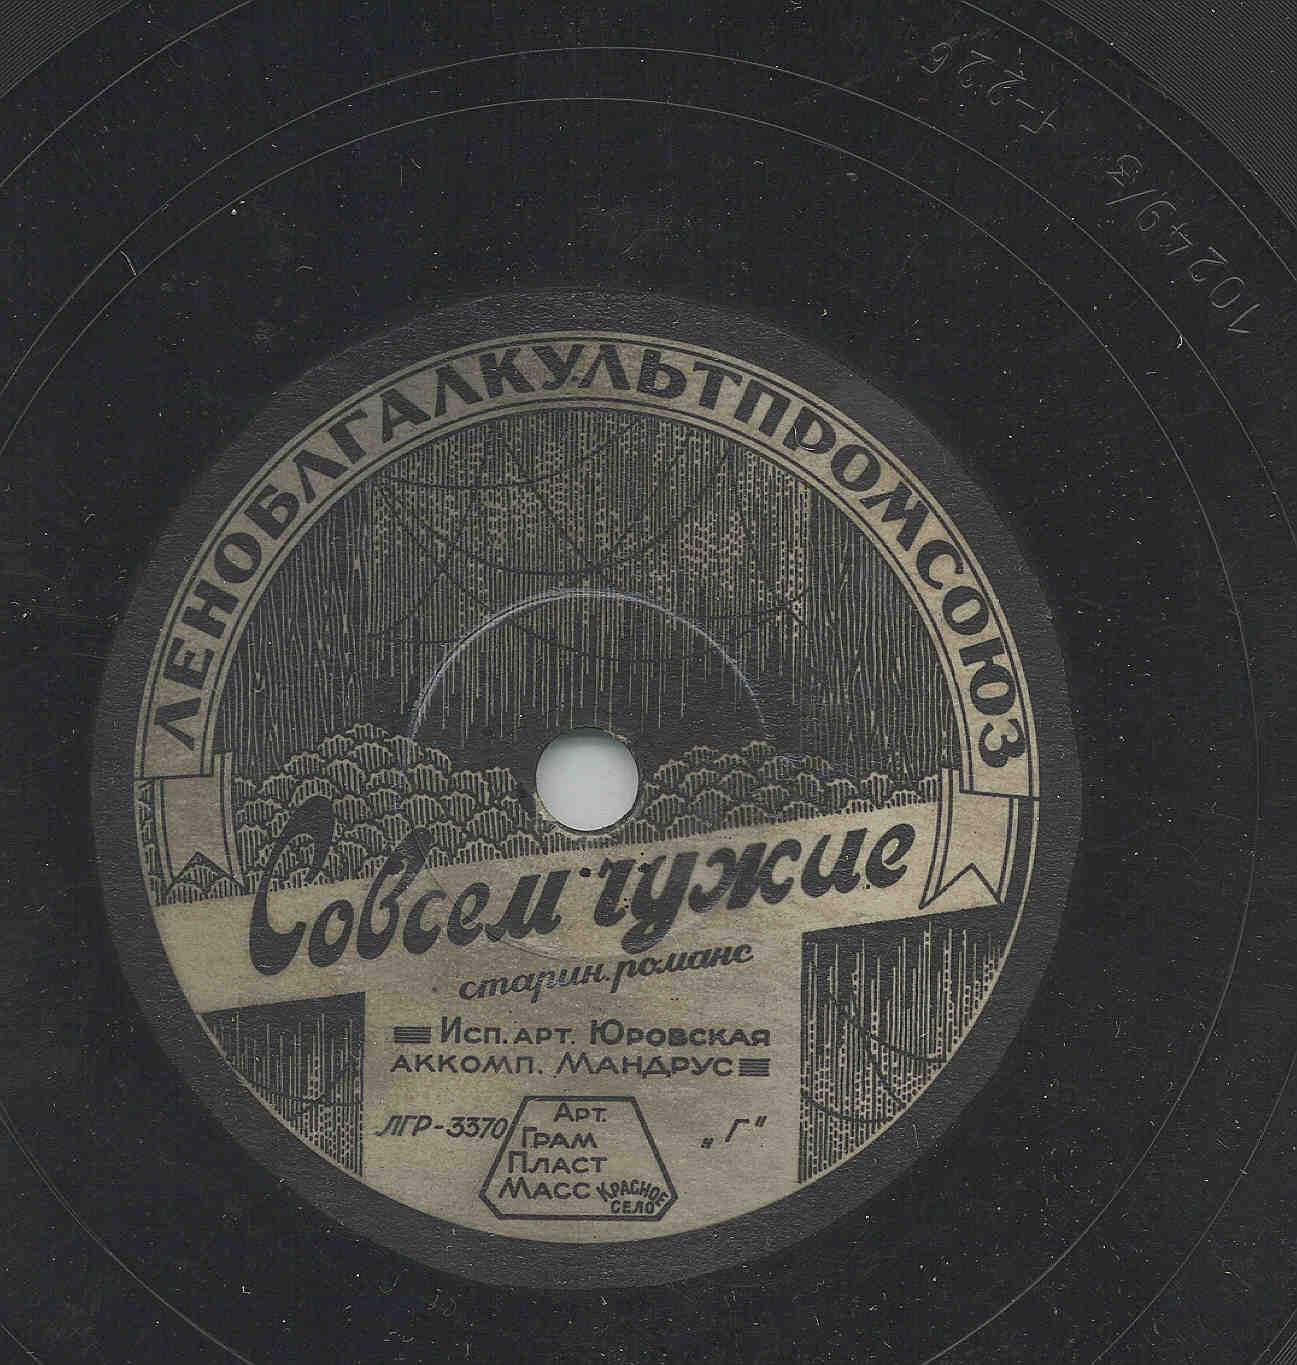 ЛЕНОБЛГАЛКУЛЬТПРОМСОЮЗ
Совсем чужие
старин. романс
Исп. арт. Юровская
аккомп. Мандрус
ЛГР-3370
Арт.
Грам
Пласт
Масс
Красное
село
„Г"
10249/3